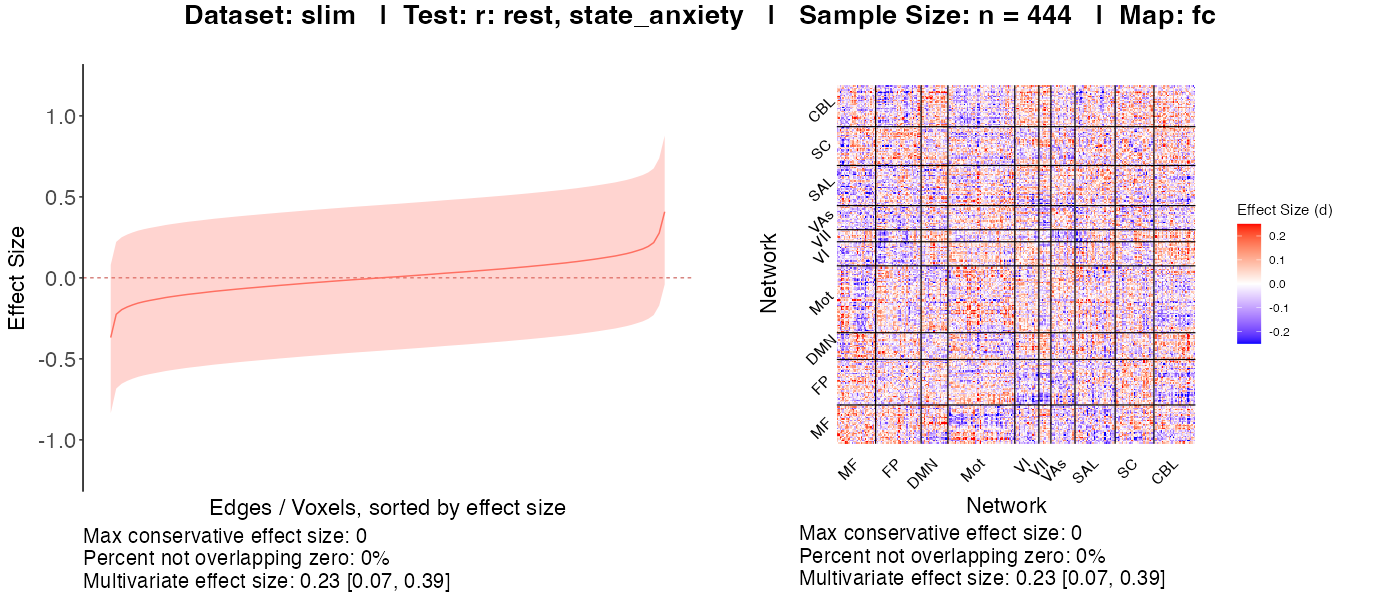 Dataset: slim | Test: r: rest, state_anxiety | Sample Size: n = 444 | Map: fc
Effect Size
1.0
0.5
0.0
-0.5
-1.0
Edges / Voxels, sorted by effect size
Max conservative effect size: 0
Percent not overlapping zero: 0%
Multivariate effect size: 0.23 [0.07, 0.39]
Network
CBL
SC
SAL
VAs
VII
VI
Mot
DMN
FP
MF
MF
FP
DMN
Mot
VI
VII
VAs
SAL
SC
CBL
Network
Effect Size (d)
0.2
0.1
0.0
-0.1
-0.2
Max conservative effect size: 0
Percent not overlapping zero: 0%
Multivariate effect size: 0.23 [0.07, 0.39]